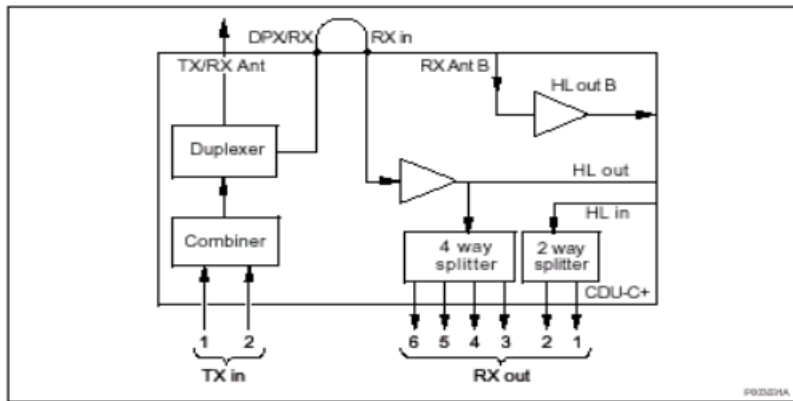 DPX/RX RX in
TX/RX Ant
RX Ant B
HL out B
Duplexer
HL out
HL in
Combiner
4 way
splitter
2 way
splitter
CDU-C+
1 2
6 5 4 3 2 1
TX in
RX out